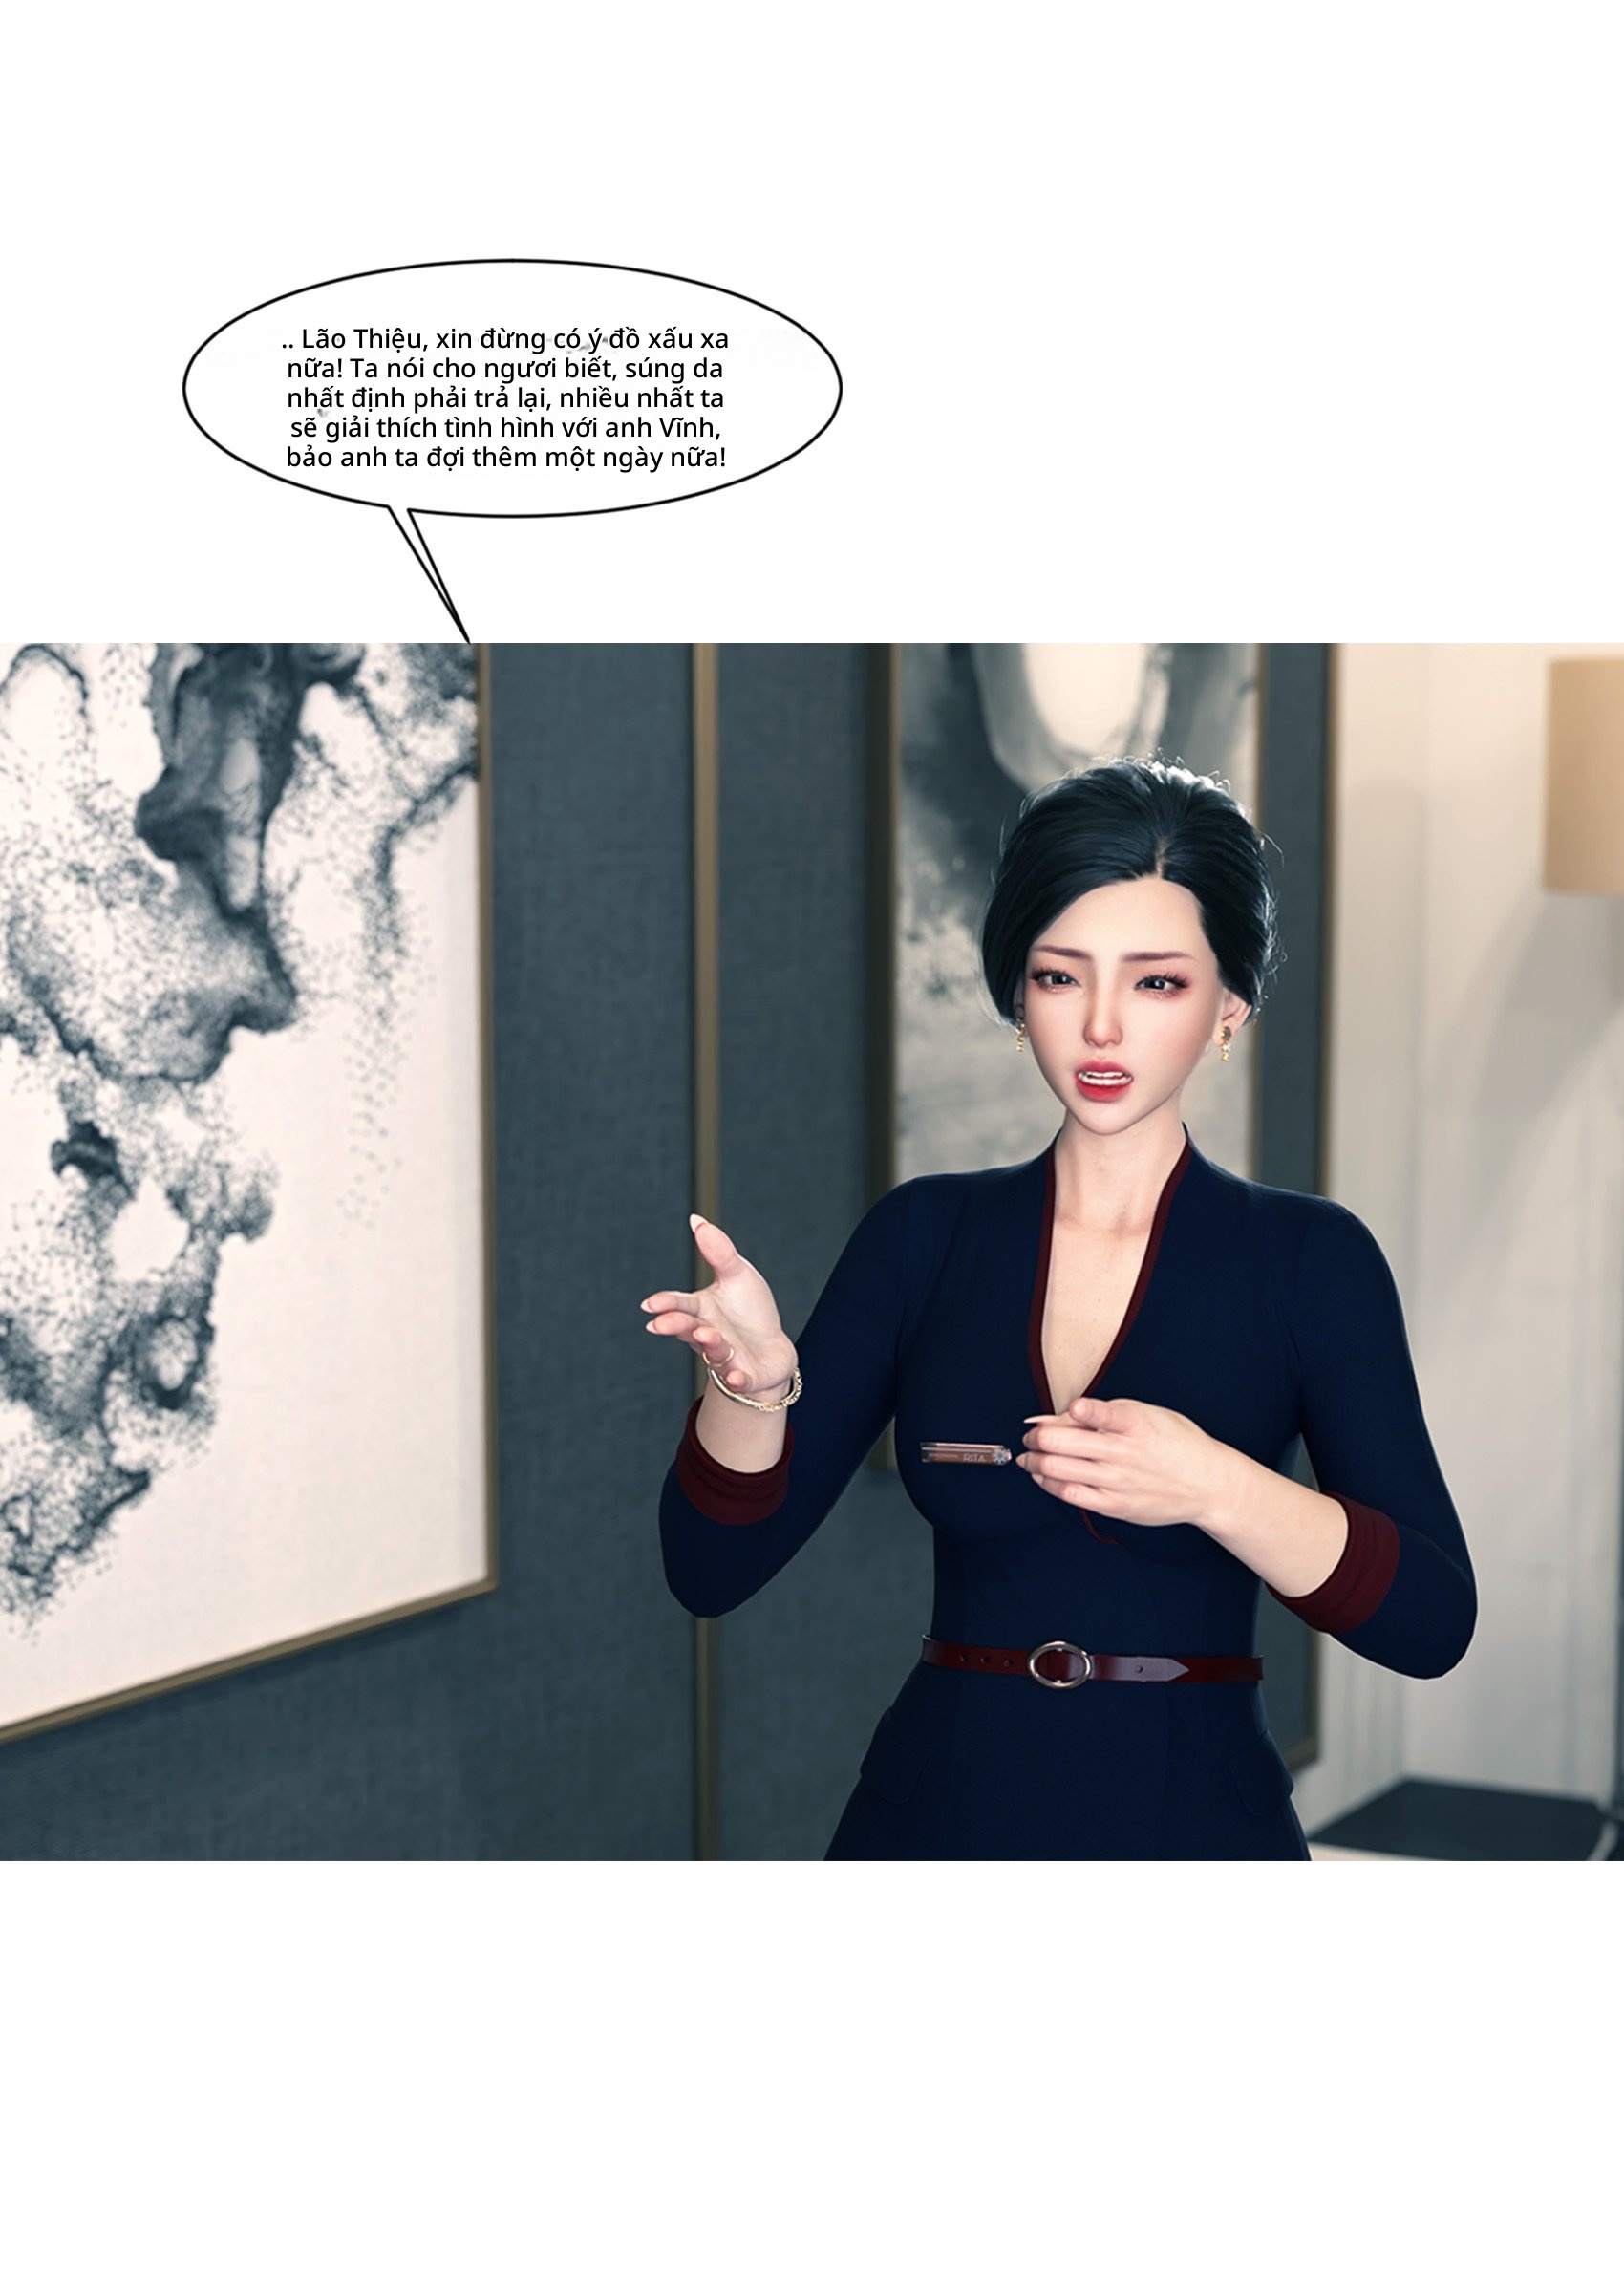 .. Lão Thiệu, xin đừng có ý đồ xấu xa
nữa! Ta nói cho ngươi biết, súng da
nhất định phải trả lại, nhiều nhất ta
sẽ giải thích tình hình với anh Vĩnh,
bảo anh ta đợi thêm một ngày nữa!
RITA